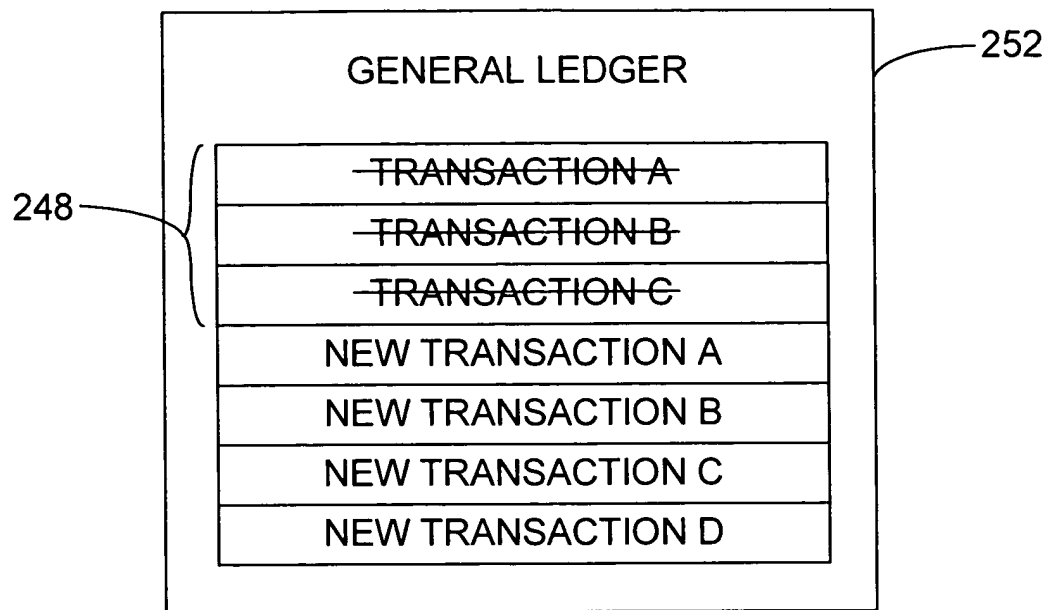 252
GENERAL LEDGER
TRANSACTION A
248
TRANSACTION B
TRANSACTION C
NEW TRANSACTION A
NEW TRANSACTION B
NEW TRANSACTION C
NEW TRANSACTION D